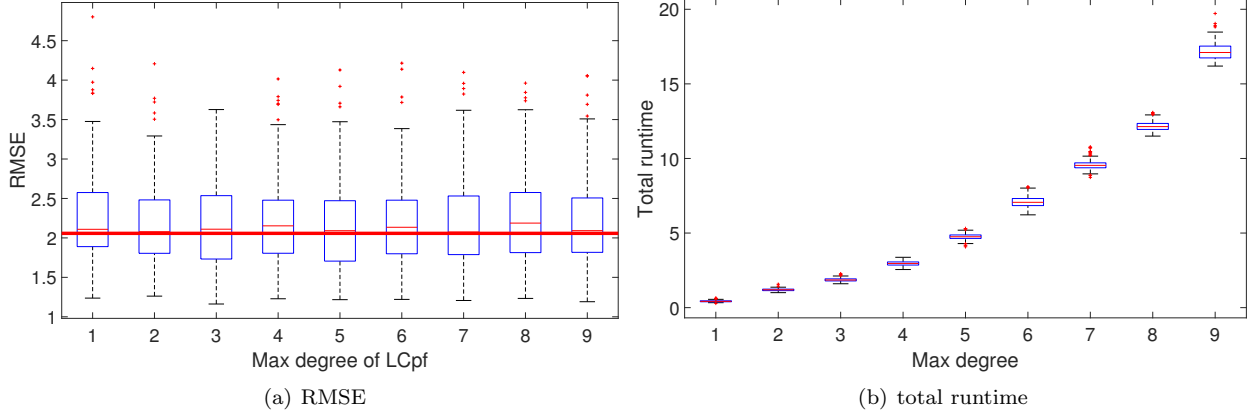 4.5
4
3.5
3
2.5
2
1.5
1
RMSE
1 2 3 4 5 6 7 8 9
Max degree of LCpf
(a) RMSE
20
15
10
5
0
Total runtime
1 2 3 4 5 6 7 8 9
Max degree
(b) total runtime